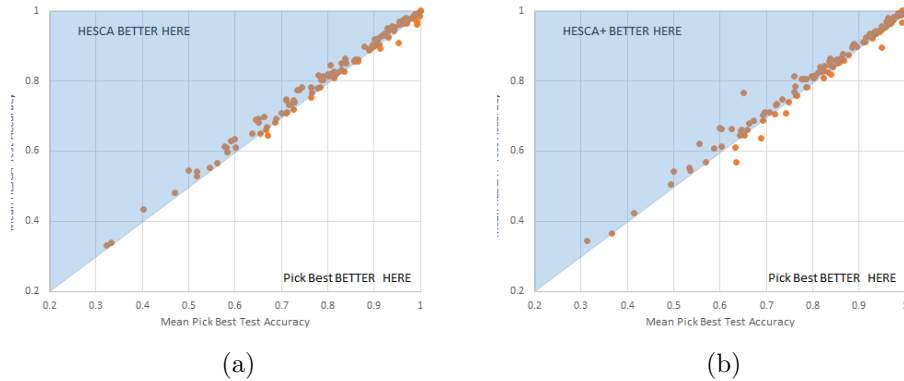 HESCA BETTER HERE
1
0.8
0.6
0.4
0.2
0.2 0.3 0.4 0.5 0.6 0.7 0.8 0.9 1
Pick Best BETTER HERE
Mean Pick Best Test Accuracy
(a)
HESCA+ BETTER HERE
1
0.8
0.6
0.4
0.2
0.2 0.3 0.4 0.5 0.6 0.7 0.8 0.9 1
Pick Best BETTER HERE
Mean Pick Best Test Accuracy
(b)